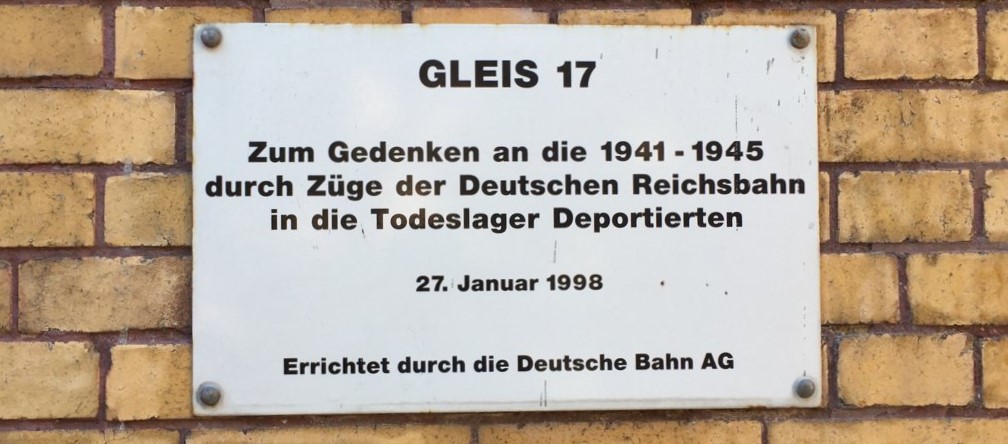 GLEIS 17
Zum Gedenken an die 1941 - 1945
durch Züge der Deutschen Reichsbahn
in die Todeslager Deportierten
27. Januar 1998
Errichtet durch die Deutsche Bahn AG